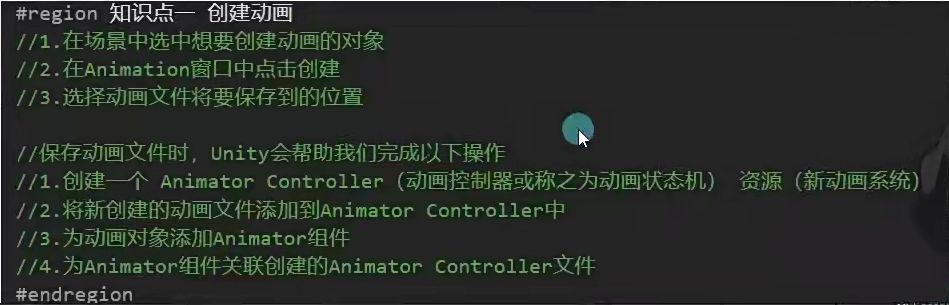 #region 知识点一 创建动画
//1.在场景中选中想要创建动画的对象
//2.在Animation窗口中点击创建
//3.选择动画文件将要保存到的位置
//保存动画文件时，Unity会帮助我们完成以下操作
//1.创建一个 Animator Controller（动画控制器或称之为动画状态机） 资源（新动画系统）
//2.将新创建的动画文件添加到Animator Controller中
//3.为动画对象添加Animator组件
//4.为Animator组件关联创建的Animator Controller文件
#endregion